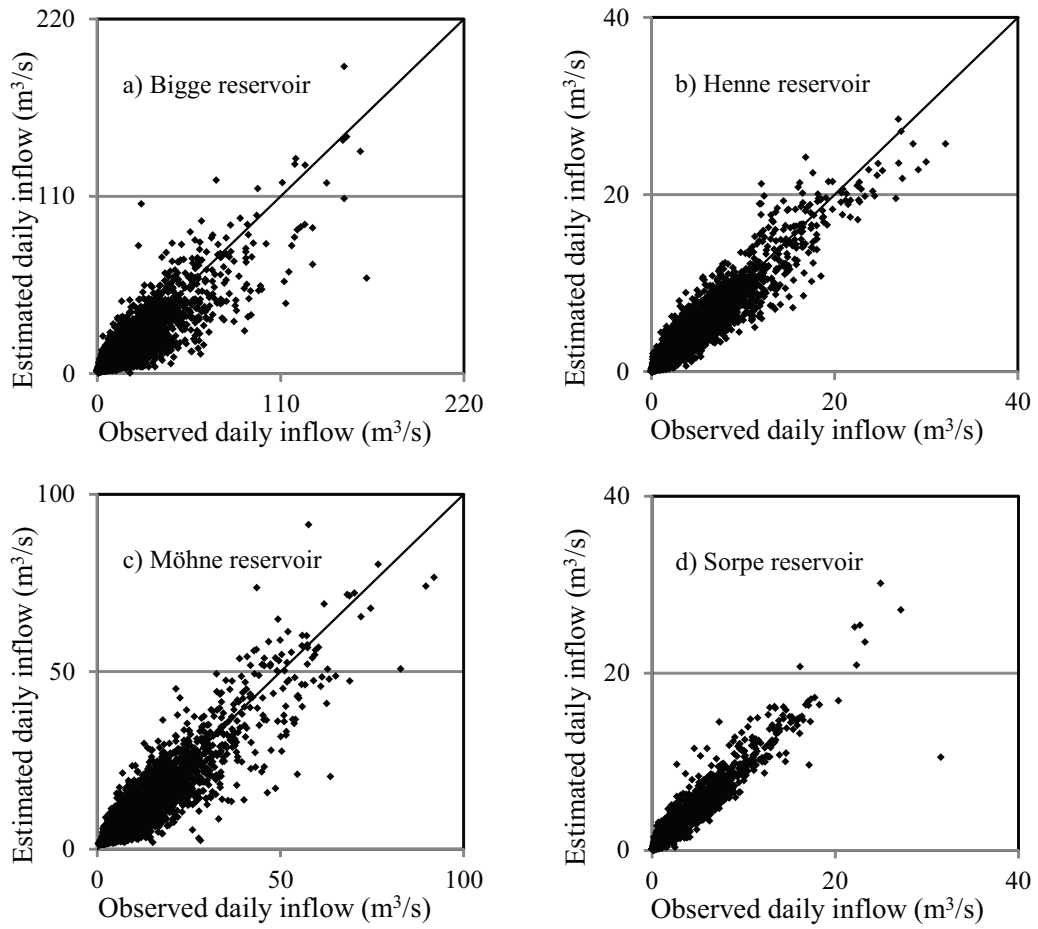 220
110
0
Estimated daily inflow (m³/s)
a) Bigge reservoir
0
110
220
Observed daily inflow (m³/s)
40
20
0
Estimated daily inflow (m³/s)
b) Henne reservoir
0
20
40
Observed daily inflow (m³/s)
100
50
0
Estimated daily inflow (m³/s)
c) Möhne reservoir
0
50
100
Observed daily inflow (m³/s)
40
20
0
Estimated daily inflow (m³/s)
d) Sorpe reservoir
0
20
40
Observed daily inflow (m³/s)